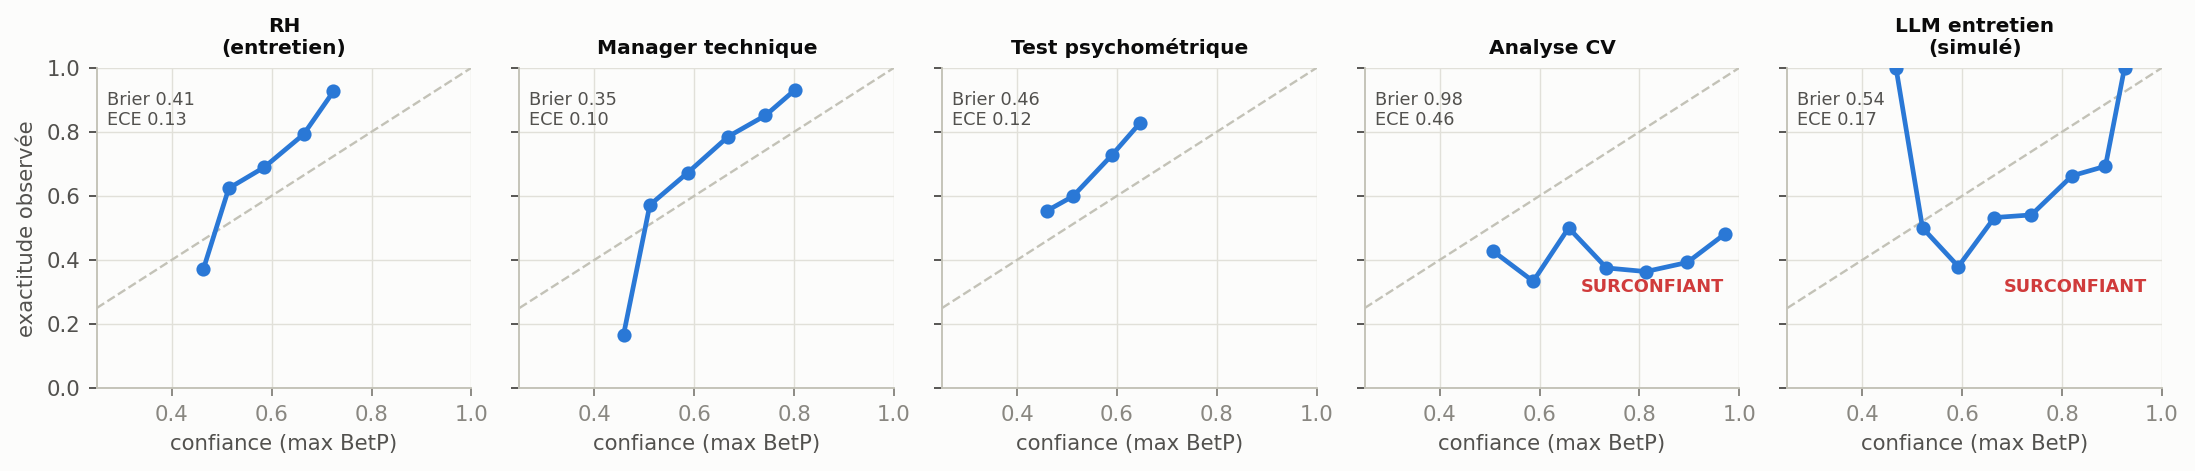 RH
(entretien)
Manager technique
Test psychométrique
Analyse CV
LLM entretien
(simulé)
exactitude observée
1.0
0.8
0.6
0.4
0.2
0.0
Brier 0.41
ECE 0.13
0.4 0.6 0.8 1.0
confiance (max BetP)
Brier 0.35
ECE 0.10
0.4 0.6 0.8 1.0
confiance (max BetP)
Brier 0.46
ECE 0.12
0.4 0.6 0.8 1.0
confiance (max BetP)
Brier 0.98
ECE 0.46
SURCONFIANT
0.4 0.6 0.8 1.0
confiance (max BetP)
Brier 0.54
ECE 0.17
SURCONFIANT
0.4 0.6 0.8 1.0
confiance (max BetP)